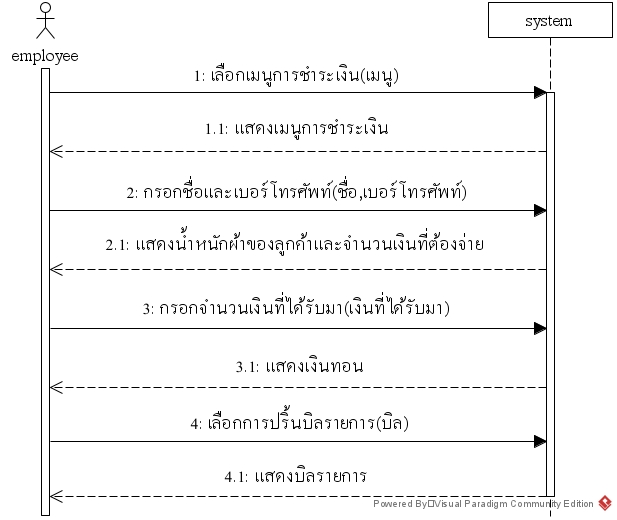 system
employee
1: เลือกเมนูการชำระเงิน(เมนู)
1.1: แสดงเมนูการชำระเงิน
2: กรอกชื่อและเบอร์โทรศัพท์(ชื่อ,เบอร์โทรศัพท์)
2.1: แสดงน้ำหนักผ้าของลูกค้าและจำนวนเงินที่ต้องจ่าย
3: กรอกจำนวนเงินที่ได้รับมา(เงินที่ได้รับมา)
3.1: แสดงเงินทอน
4: เลือกการปริ้นบิลรายการ(บิล)
4.1: แสดงบิลรายการ
Powered By□Visual Paradigm Community Edition